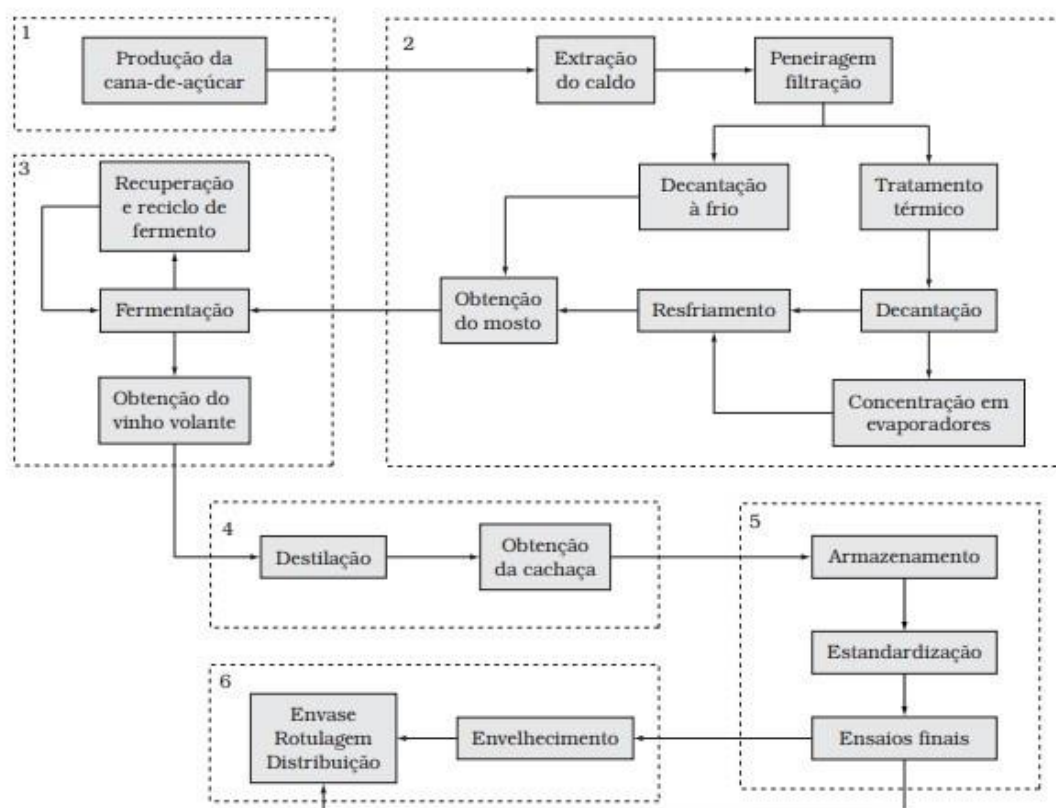 1
Produção da
cana-de-açúcar
2
Extração
do caldo
Peneiragem
filtração
Decantação
à frio
Tratamento
térmico
Obtenção
do mosto
Resfriamento
Decantação
Concentração em
evaporadores
3
Recuperação
e reciclo de
fermento
Fermentação
Obtenção do
vinho volante
4
Destilação
Obtenção
da cachaça
5
Armazenamento
Estandardização
Ensaios finais
6
Envase
Rotulagem
Distribuição
Envelhecimento